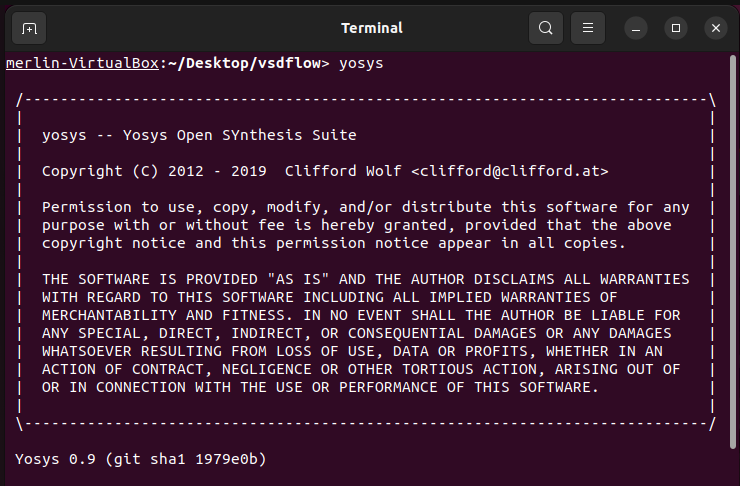 Terminal
merlin-VirtualBox:~/Desktop/vsdflow> yosys
/----------------------------------------------------------------------------\
|                                                                            |
|  yosys -- Yosys Open SYnthesis Suite                                       |
|                                                                            |
|  Copyright (C) 2012 - 2019  Clifford Wolf <clifford@clifford.at>           |
|                                                                            |
|  Permission to use, copy, modify, and/or distribute this software for any  |
|  purpose with or without fee is hereby granted, provided that the above    |
|  copyright notice and this permission notice appear in all copies.         |
|                                                                            |
|  THE SOFTWARE IS PROVIDED "AS IS" AND THE AUTHOR DISCLAIMS ALL WARRANTIES  |
|  WITH REGARD TO THIS SOFTWARE INCLUDING ALL IMPLIED WARRANTIES OF          |
|  MERCHANTABILITY AND FITNESS. IN NO EVENT SHALL THE AUTHOR BE LIABLE FOR   |
|  ANY SPECIAL, DIRECT, INDIRECT, OR CONSEQUENTIAL DAMAGES OR ANY DAMAGES    |
|  WHATSOEVER RESULTING FROM LOSS OF USE, DATA OR PROFITS, WHETHER IN AN     |
|  ACTION OF CONTRACT, NEGLIGENCE OR OTHER TORTIOUS ACTION, ARISING OUT OF   |
|  OR IN CONNECTION WITH THE USE OR PERFORMANCE OF THIS SOFTWARE.            |
|                                                                            |
\----------------------------------------------------------------------------/
Yosys 0.9 (git sha1 1979e0b)